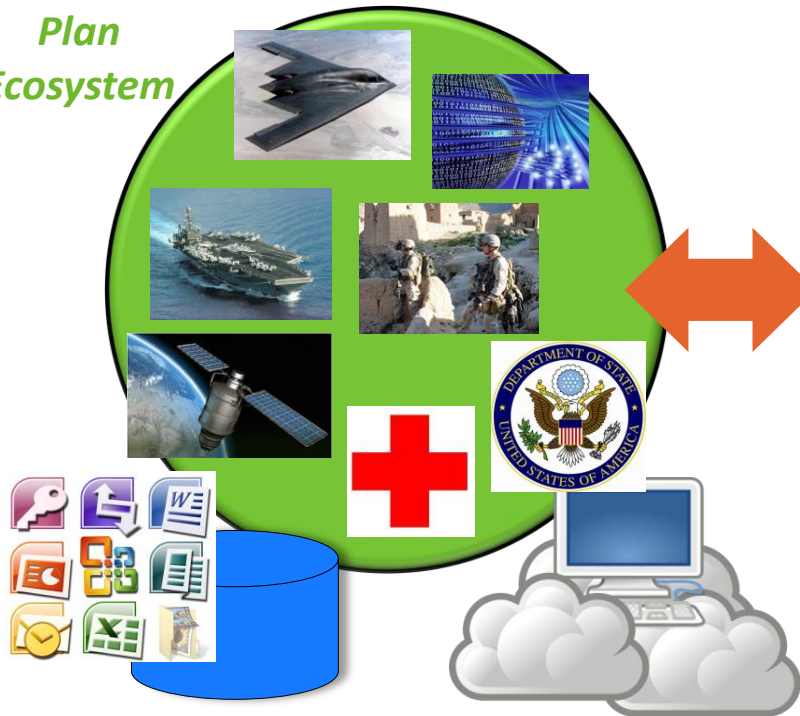 Plan
Ecosystem
DEPARTMENT OF STATE
UNITED STATES OF AMERICA
W
X